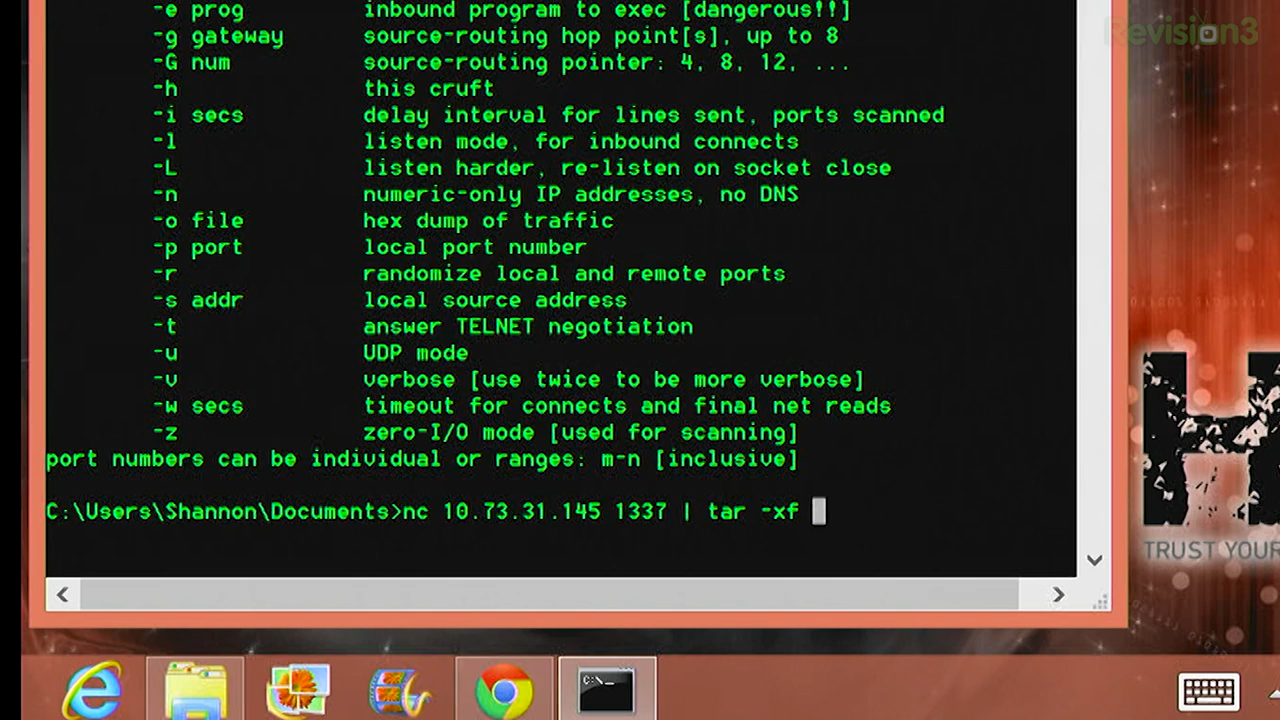 Revision3
-e prog inbound program to exec [dangerous!!]
-g gateway source-routing hop point[s], up to 8
-G num source-routing pointer: 4, 8, 12, ...
-h this cruft
-i secs delay interval for lines sent, ports scanned
-l listen mode, for inbound connects
-L listen harder, re-listen on socket close
-n numeric-only IP addresses, no DNS
-o file hex dump of traffic
-p port local port number
-r randomize local and remote ports
-s addr local source address
-t answer TELNET negotiation
-u UDP mode
-v verbose [use twice to be more verbose]
-w secs timeout for connects and final net reads
-z zero-I/O mode [used for scanning]
port numbers can be individual or ranges: m-n [inclusive]
C:\Users\Shannon\Documents>nc 10.73.31.145 1337 | tar -xf
H
TRUST YOUR
C:\._